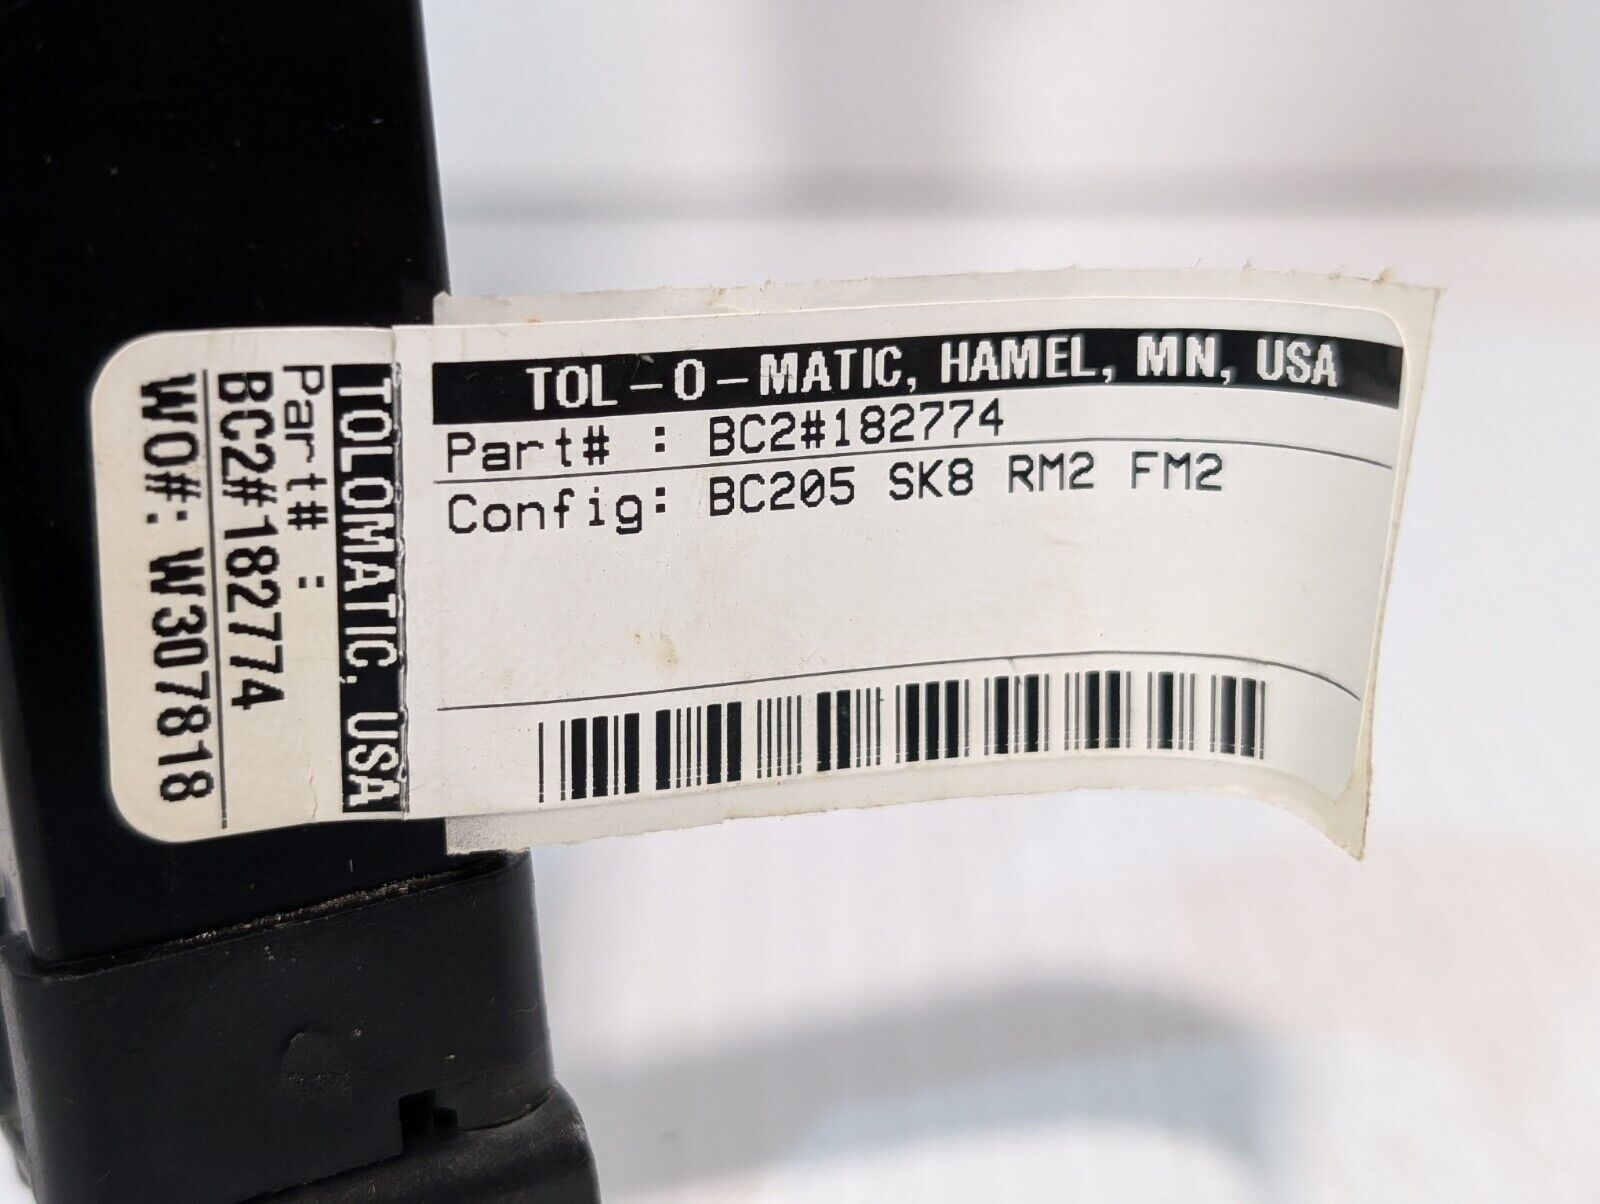 TOL-O-MATIC, HAMEL, MN, USA
Part# : BC2#182774
Config: BC205 SK8 RM2 FM2
TOLOMATIC, USA
Part# :
BC2#182774
WO#: W307818